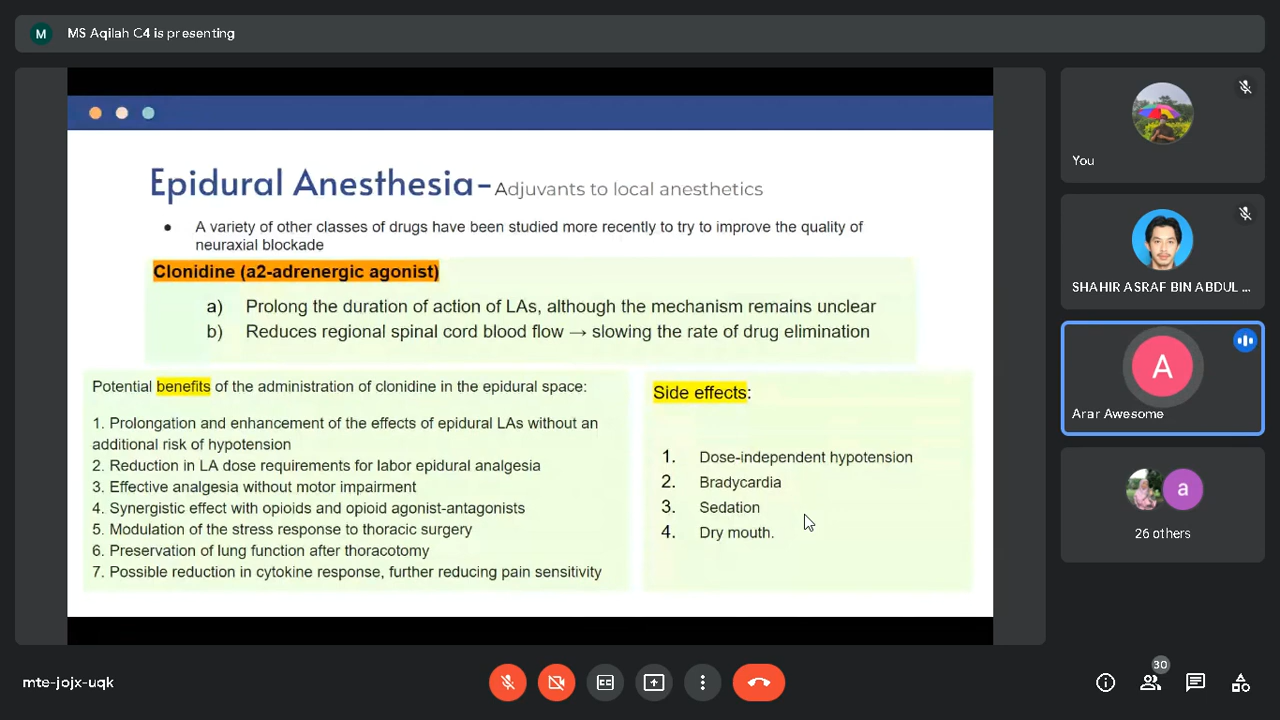 M
MS Aqilah C4 is presenting
Epidural Anesthesia- Adjuvants to local anesthetics
● A variety of other classes of drugs have been studied more recently to try to improve the quality of
neuraxial blockade
Clonidine (a2-adrenergic agonist)
a) Prolong the duration of action of LAs, although the mechanism remains unclear
b) Reduces regional spinal cord blood flow → slowing the rate of drug elimination
Potential benefits of the administration of clonidine in the epidural space:
1. Prolongation and enhancement of the effects of epidural LAs without an
additional risk of hypotension
2. Reduction in LA dose requirements for labor epidural analgesia
3. Effective analgesia without motor impairment
4. Synergistic effect with opioids and opioid agonist-antagonists
5. Modulation of the stress response to thoracic surgery
6. Preservation of lung function after thoracotomy
7. Possible reduction in cytokine response, further reducing pain sensitivity
Side effects:
1. Dose-independent hypotension
2. Bradycardia
3. Sedation
4. Dry mouth.
You
SHAHIR ASRAF BIN ABDUL ...
A
Arar Awesome
a
26 others
mte-jojx-uqk
CC
30